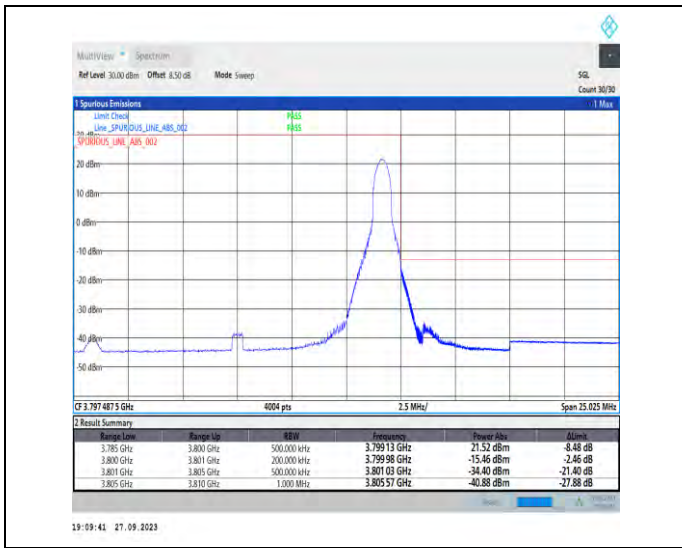 MultiView Spectrum
Ref Level 30.00 dBm Offset 8.50 dB Mode Sweep SGL
Count 30/30
1 Spurious Emissions 1 Max
Limit Check PASS
Line _SPURIOUS_LINE_ABS_002 PASS
_SPURIOUS_LINE_ABS_002
20 dBm
10 dBm
0 dBm
-10 dBm
-20 dBm
-30 dBm
-40 dBm
-50 dBm
CF 3.797 487 5 GHz 4004 pts 2.5 MHz/ Span 25.025 MHz
2 Result Summary
Range Low Range Up RBW Frequency Power Abs ΔLimit
3.785 GHz 3.800 GHz 500.000 kHz 3.799 13 GHz 21.52 dBm -8.48 dB
3.800 GHz 3.801 GHz 200.000 kHz 3.799 98 GHz -15.46 dBm -2.46 dB
3.801 GHz 3.805 GHz 500.000 kHz 3.801 03 GHz -34.40 dBm -21.40 dB
3.805 GHz 3.810 GHz 1.000 MHz 3.805 57 GHz -40.88 dBm -27.88 dB
19:09:41 27.09.2023